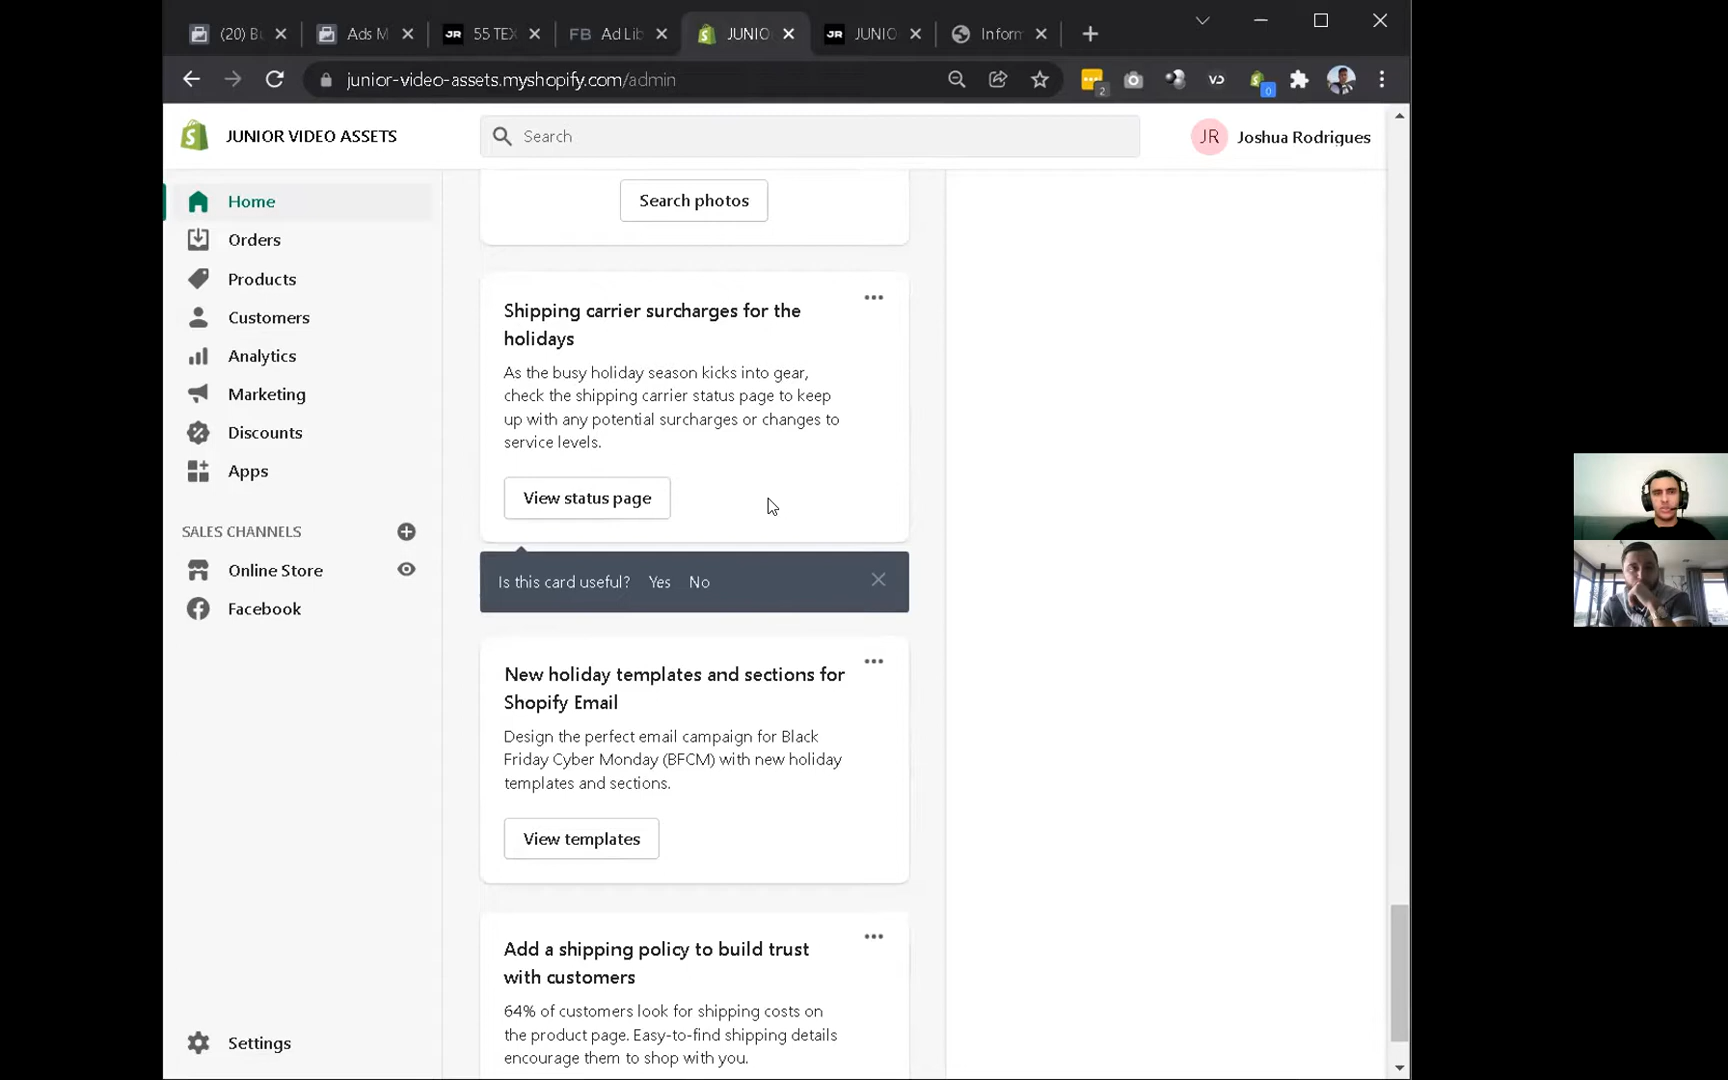 (20) B
Ads M
JR
55 TEX
FB
Ad Lib
JUNIO
JR
JUNIO
Inform
junior-video-assets.myshopify.com/admin
2
0
JUNIOR VIDEO ASSETS
Search
JR
Joshua Rodrigues
Home
Orders
Products
Customers
Analytics
Marketing
Discounts
Apps
SALES CHANNELS
Online Store
Facebook
Settings
Search photos
Shipping carrier surcharges for the
holidays
As the busy holiday season kicks into gear,
check the shipping carrier status page to keep
up with any potential surcharges or changes to
service levels.
View status page
Is this card useful? Yes No
New holiday templates and sections for
Shopify Email
Design the perfect email campaign for Black
Friday Cyber Monday (BFCM) with new holiday
templates and sections.
View templates
Add a shipping policy to build trust
with customers
64% of customers look for shipping costs on
the product page. Easy-to-find shipping details
encourage them to shop with you.